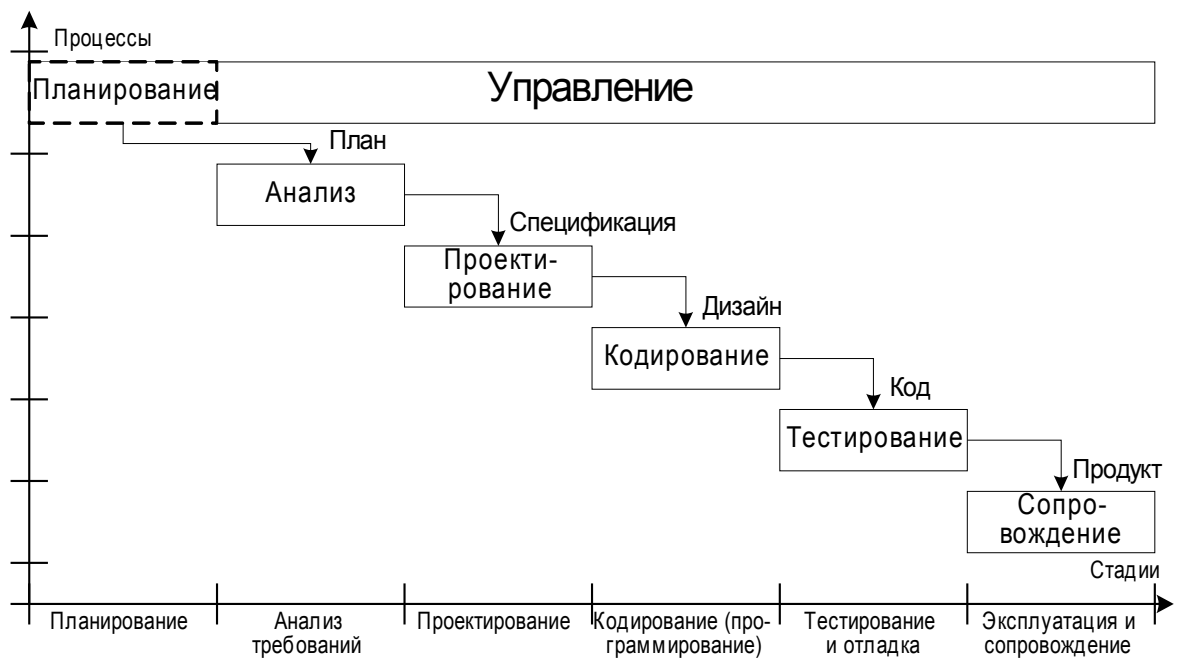 Процессы
Планирование
Управление
План
Анализ
Спецификация
Проекти-
рование
Дизайн
Кодирование
Код
Тестирование
Продукт
Сопро-
вождение
Стадии
Планирование
Анализ
требований
Проектирование
Кодирование (про-
граммирование)
Тестирование
и отладка
Эксплуатация и
сопровождение